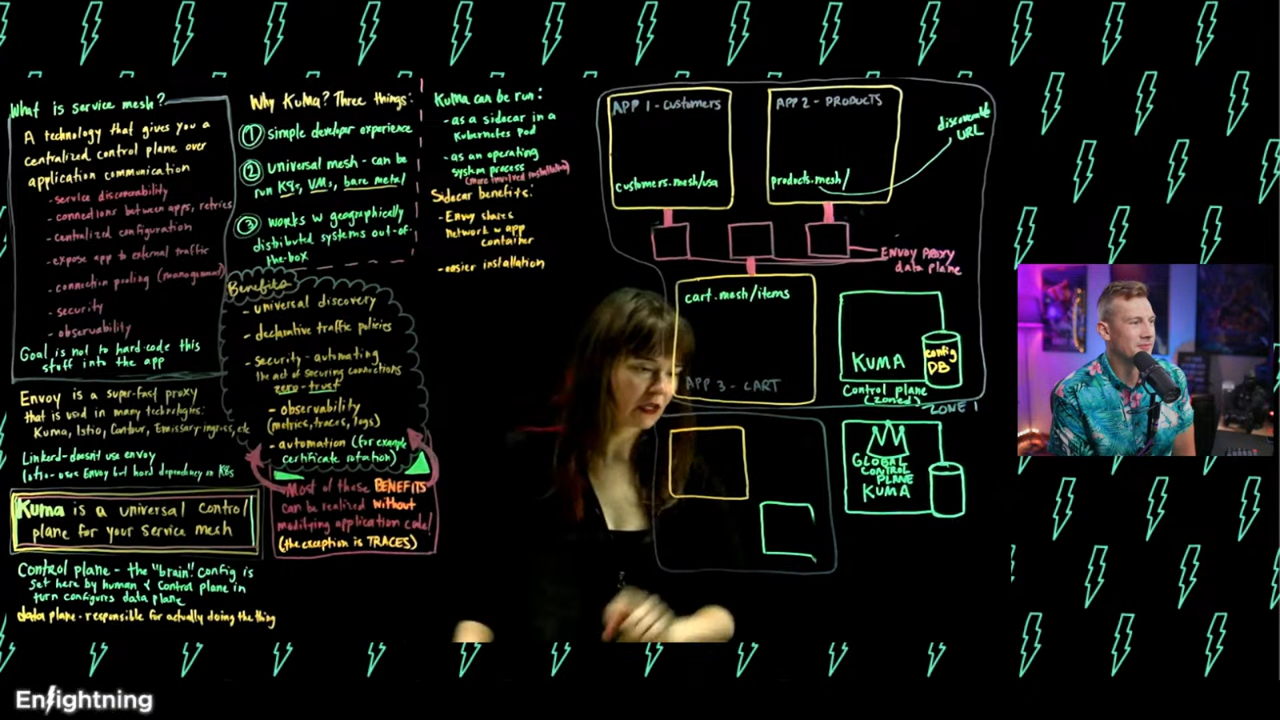 What is service mesh?
A technology that gives you a
centralized control plane over
application communication
- service discoverability
- connections between apps, retries
- centralized configuration
- expose app to external traffic
- connection pooling (management)
- security
- observability
Goal is not to hard-code this
stuff into the app
Envoy is a super-fast proxy
that is used in many technologies:
Kuma, Istio, Contour, Emissary-ingress, etc
Linkerd - doesn't use envoy
Istio - uses Envoy but hard dependency on K8s
Kuma is a universal control
plane for your service mesh
Control plane - the "brain". config is
set here by human & control plane in
turn configures data plane
data plane - responsible for actually doing the thing
Why Kuma? Three things:
1 simple developer experience
2 universal mesh - can be
run K8s, VMs, bare metal
3 works w geographically
distributed systems out-of-
the-box
Benefits
- universal discovery
- declarative traffic policies
- security - automating
the act of securing connections
zero-trust
- observability
(metrics, traces, logs)
- automation (for example
certificate rotation)
Most of these BENEFITS
can be realized without
modifying application code!
(the exception is TRACES)
Kuma can be run:
- as a sidecar in a
Kubernetes Pod
- as an operating
system process
(more involved installation)
Sidecar benefits:
- Envoy shares
Network w app
container
- easier installation
APP 1 - CUSTOMERS
customers.mesh/usa
APP 2 - PRODUCTS
products.mesh/
discoverable
URL
ENVOY PROXY
data plane
cart.mesh/items
APP 3 - CART
KUMA
config
DB
Control plane
(zoned)
ZONE 1
GLOBAL
CONTROL
PLANE
KUMA
Enlightning